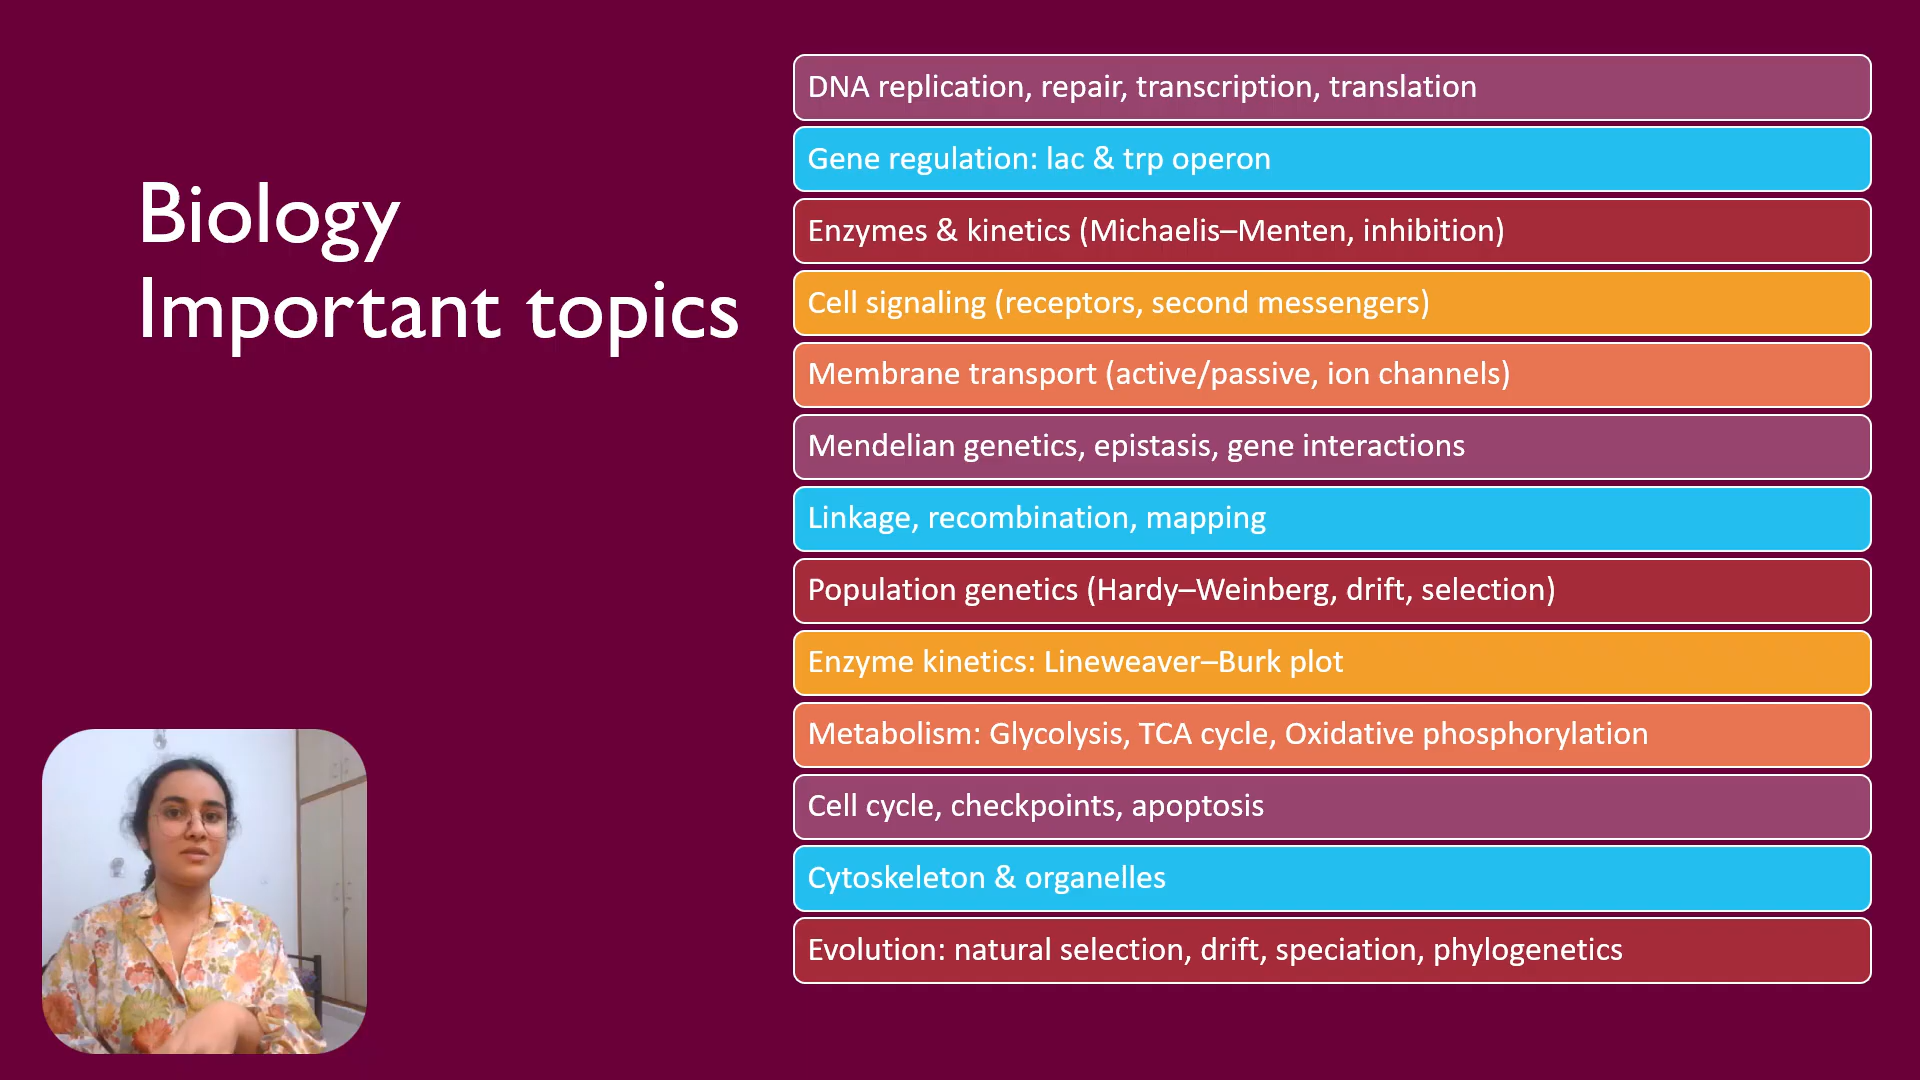 Biology
Important topics
DNA replication, repair, transcription, translation
Gene regulation: lac & trp operon
Enzymes & kinetics (Michaelis–Menten, inhibition)
Cell signaling (receptors, second messengers)
Membrane transport (active/passive, ion channels)
Mendelian genetics, epistasis, gene interactions
Linkage, recombination, mapping
Population genetics (Hardy–Weinberg, drift, selection)
Enzyme kinetics: Lineweaver–Burk plot
Metabolism: Glycolysis, TCA cycle, Oxidative phosphorylation
Cell cycle, checkpoints, apoptosis
Cytoskeleton & organelles
Evolution: natural selection, drift, speciation, phylogenetics